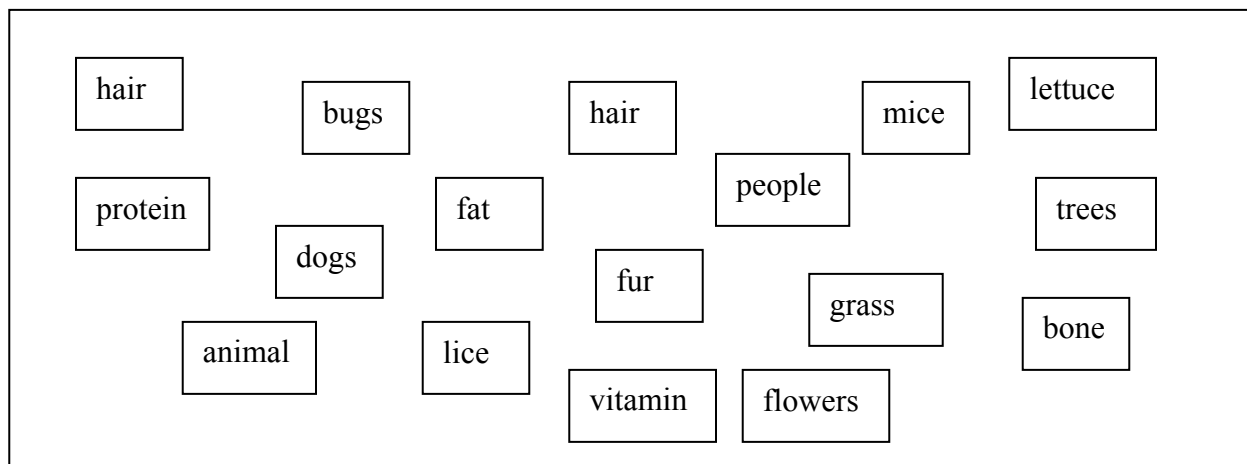 hair
bugs
hair
mice
lettuce
protein
fat
people
trees
dogs
fur
grass
bone
animal
lice
vitamin
flowers